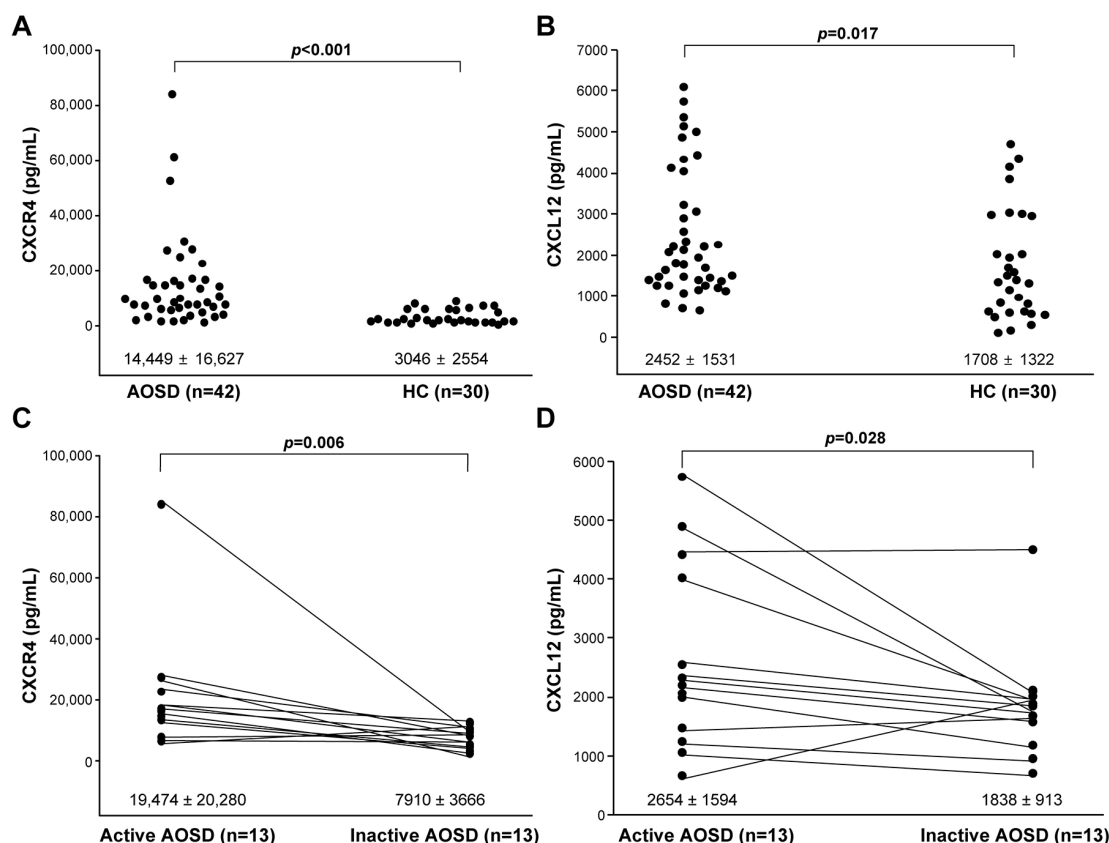 A
p<0.001
100,000
80,000
60,000
40,000
20,000
0
CXCR4 (pg/mL)
14,449 ± 16,627
3046 ± 2554
AOSD (n=42)
HC (n=30)
B
p=0.017
7000
6000
5000
4000
3000
2000
1000
0
CXCL12 (pg/mL)
2452 ± 1531
1708 ± 1322
AOSD (n=42)
HC (n=30)
C
p=0.006
100,000
80,000
60,000
40,000
20,000
0
CXCR4 (pg/mL)
19,474 ± 20,280
7910 ± 3666
Active AOSD (n=13)
Inactive AOSD (n=13)
D
p=0.028
6000
5000
4000
3000
2000
1000
0
CXCL12 (pg/mL)
2654 ± 1594
1838 ± 913
Active AOSD (n=13)
Inactive AOSD (n=13)